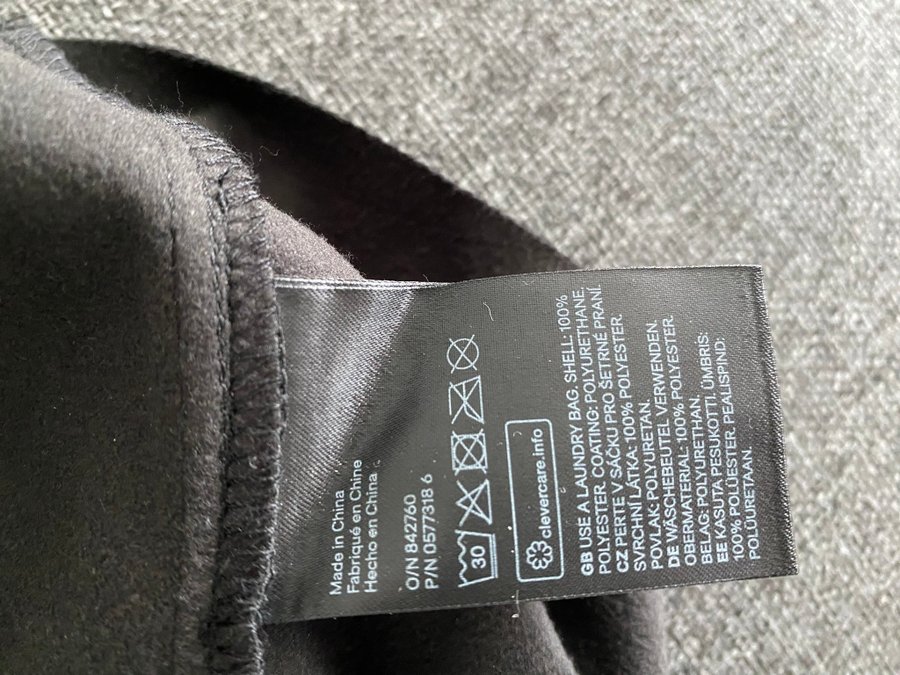 Made in China
Fabriqué en Chine
Hecho en China
O/N 842760
P/N 0577318 6
30
clevercare.info
GB USE A LAUNDRY BAG. SHELL: 100%
POLYESTER. COATING: POLYURETHANE.
CZ PERTE V SÁČKU PRO ŠETRNÉ PRANÍ.
SVRCHNÍ LÁTKA: 100% POLYESTER.
POVLAK: POLYURETAN.
DE WÄSCHEBEUTEL VERWENDEN.
OBERMATERIAL: 100% POLYESTER.
BELAG: POLYURETHAN.
EE KASUTA PESUKOTTI. ÜMBRIS:
100% POLÜESTER. PEALISPIND:
POLÜURETAAN.